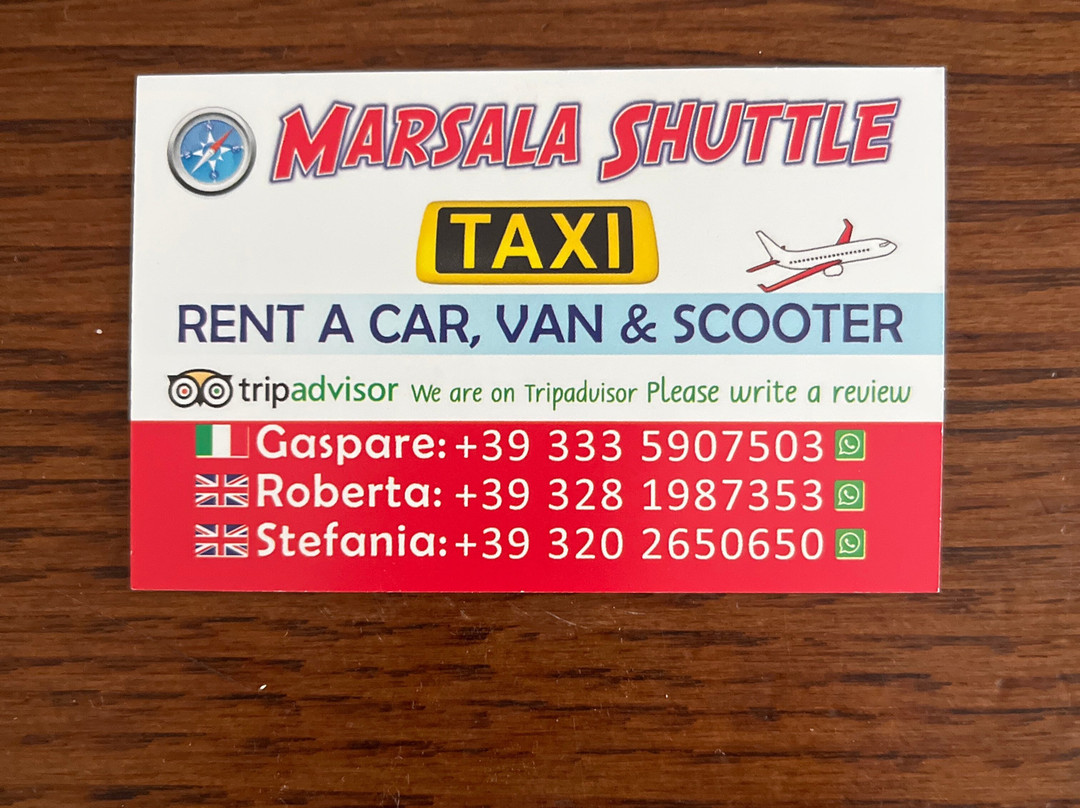 MARSALA SHUTTLE
TAXI
RENT A CAR, VAN & SCOOTER
tripadvisor We are on Tripadvisor Please write a review
Gaspare: +39 333 5907503
Roberta: +39 328 1987353
Stefania: +39 320 2650650